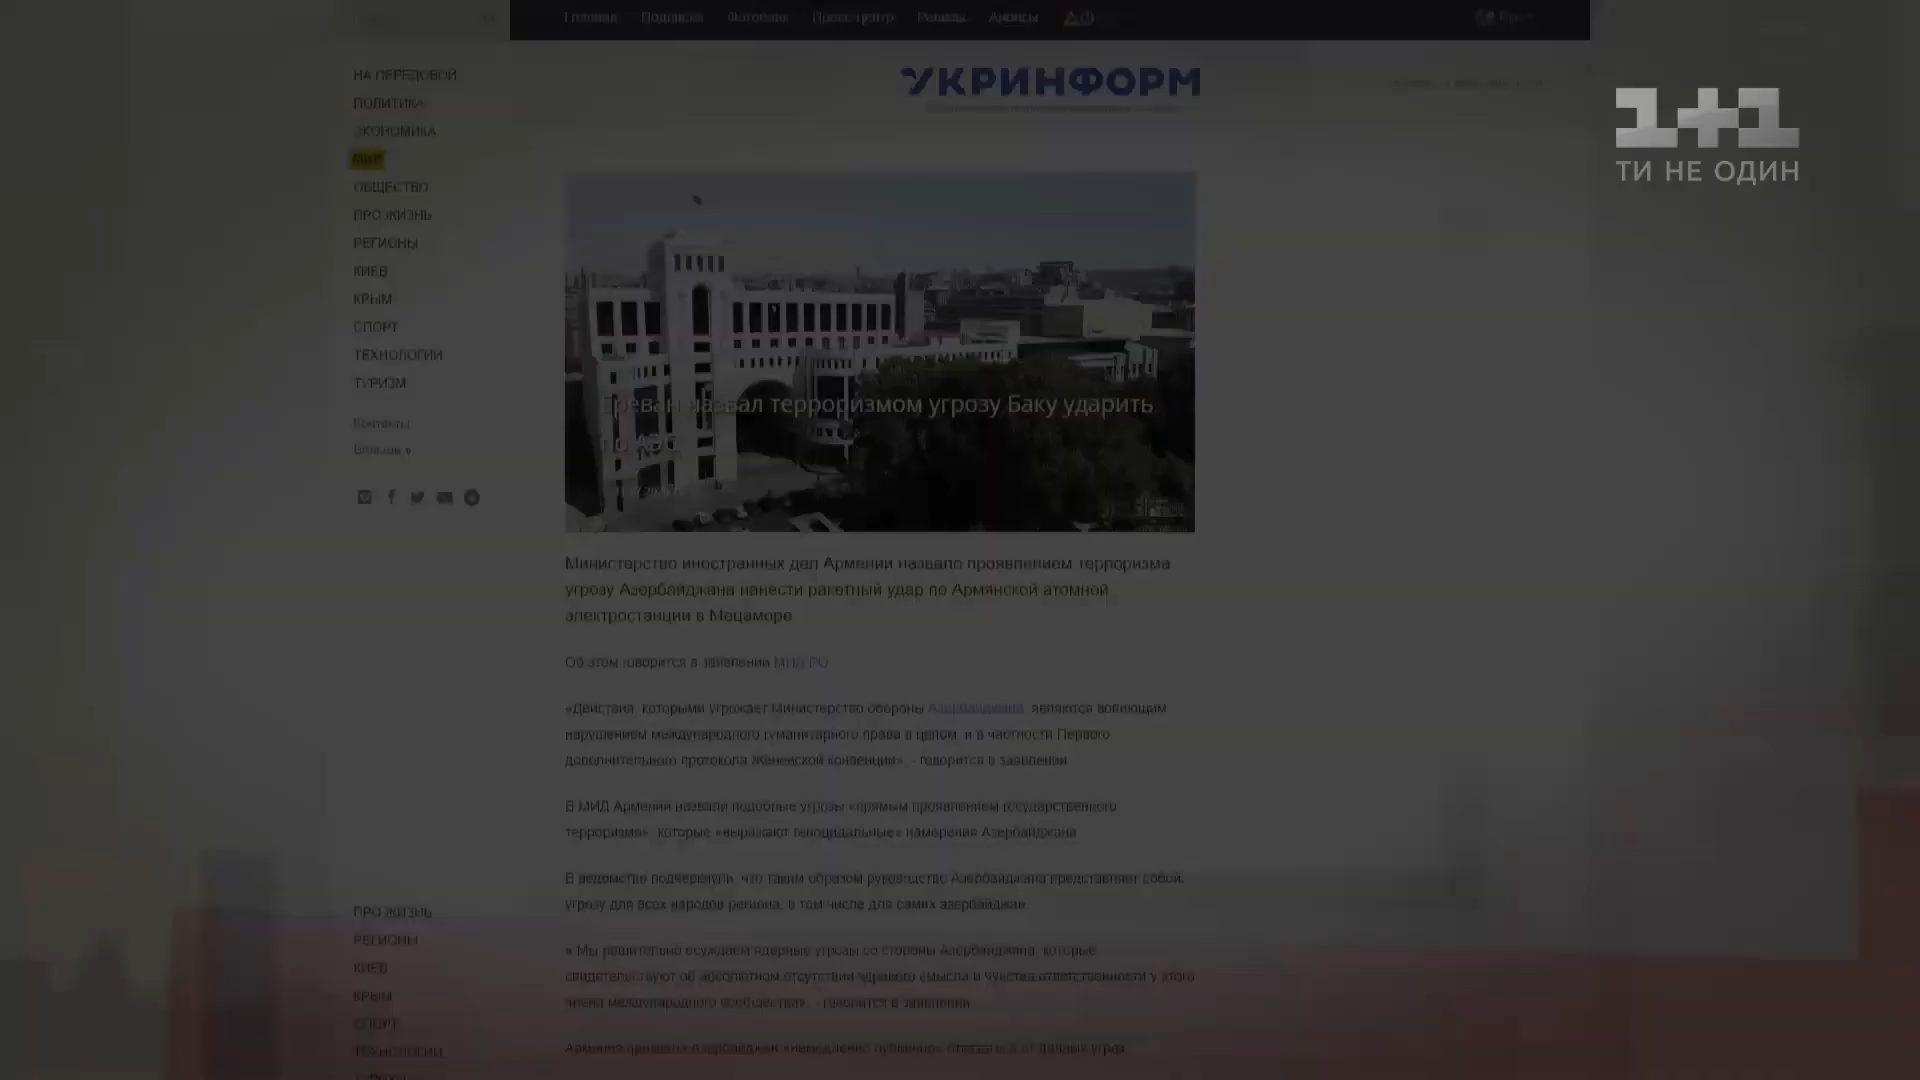 Главная Подписка Фотобанк Пресс-центр Релизы Анонсы
УКРИНФОРМ
1+1
ТИ НЕ ОДИН
НА ПЕРЕДОВОЙ
ПОЛИТИКА
ЭКОНОМИКА
МИР
ОБЩЕСТВО
ПРО ЖИЗНЬ
РЕГИОНЫ
КИЕВ
КРЫМ
СПОРТ
ТЕХНОЛОГИИ
ТУРИЗМ
Контакты
Больше
Ереван назвал терроризмом угрозу Баку ударить
по АЭС
Министерство иностранных дел Армении назвало проявлением терроризма
угрозу Азербайджана нанести ракетный удар по Армянской атомной
электростанции в Мецаморе
Об этом говорится в заявлении МИД РО
«Действия, которыми угрожает Министерство обороны Азербайджана, являются вопиющим
нарушением международного гуманитарного права в целом, и в частности Первого
дополнительного протокола Женевской конвенции», - говорится в заявлении
В МИД Армении назвали подобные угрозы «прямым проявлением государственного
терроризма», которые «выражают геноцидальные» намерения Азербайджана
В ведомстве подчеркнули, что таким образом руководство Азербайджана представляет собой
угрозу для всех народов региона, в том числе для самих азербайджан
« Мы решительно осуждаем ядерные угрозы со стороны Азербайджана, которые
свидетельствуют об абсолютном отсутствии здравого смысла и чувства ответственности у этого
члена международного сообщества», - говорится в заявлении
ПРО ЖИЗНЬ
РЕГИОНЫ
КИЕВ
КРЫМ
СПОРТ
ТЕХНОЛОГИИ